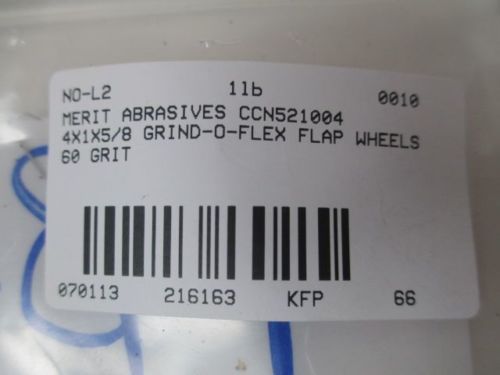 NO-L2 1lb 0010
MERIT ABRASIVES CCN521004
4X1X5/8 GRIND-O-FLEX FLAP WHEELS
60 GRIT
070113 216163 KFP 66